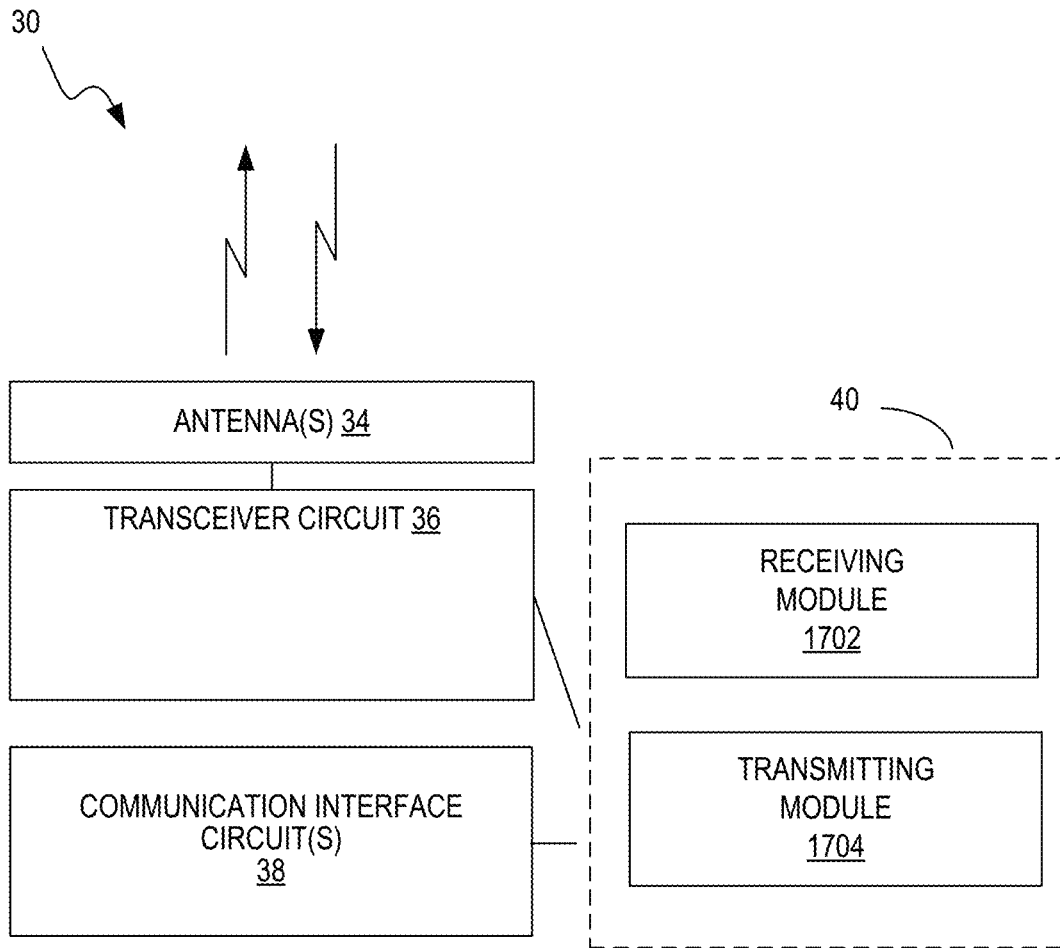 30
ANTENNA(S) 34
40
TRANSCEIVER CIRCUIT 36
RECEIVING
MODULE
1702
COMMUNICATION INTERFACE
CIRCUIT(S)
38
TRANSMITTING
MODULE
1704